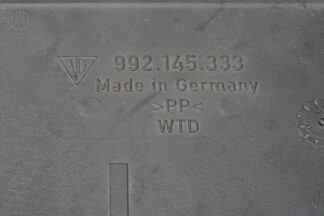 992.145.333
Made in Germany
>PP<
WTD